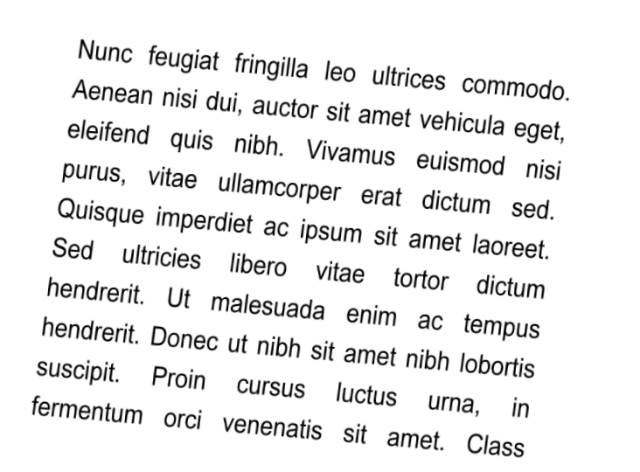 Nunc feugiat fringilla leo ultrices commodo.
Aenean nisi dui, auctor sit amet vehicula eget,
eleifend quis nibh. Vivamus euismod nisi
purus, vitae ullamcorper erat dictum sed.
Quisque imperdiet ac ipsum sit amet laoreet.
Sed ultricies libero vitae tortor dictum
hendrerit. Ut malesuada enim ac tempus
hendrerit. Donec ut nibh sit amet nibh lobortis
suscipit. Proin cursus luctus urna, in
fermentum orci venenatis sit amet. Class